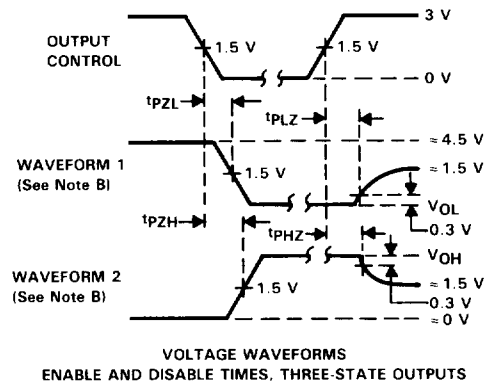 OUTPUT
CONTROL
3 V
1.5 V
1.5 V
0 V
tPZL
tPLZ
≈ 4.5 V
WAVEFORM 1
(See Note B)
1.5 V
≈ 1.5 V
VOL
0.3 V
tPZH
tPHZ
VOH
WAVEFORM 2
(See Note B)
1.5 V
≈ 1.5 V
0.3 V
≈ 0 V
VOLTAGE WAVEFORMS
ENABLE AND DISABLE TIMES, THREE-STATE OUTPUTS